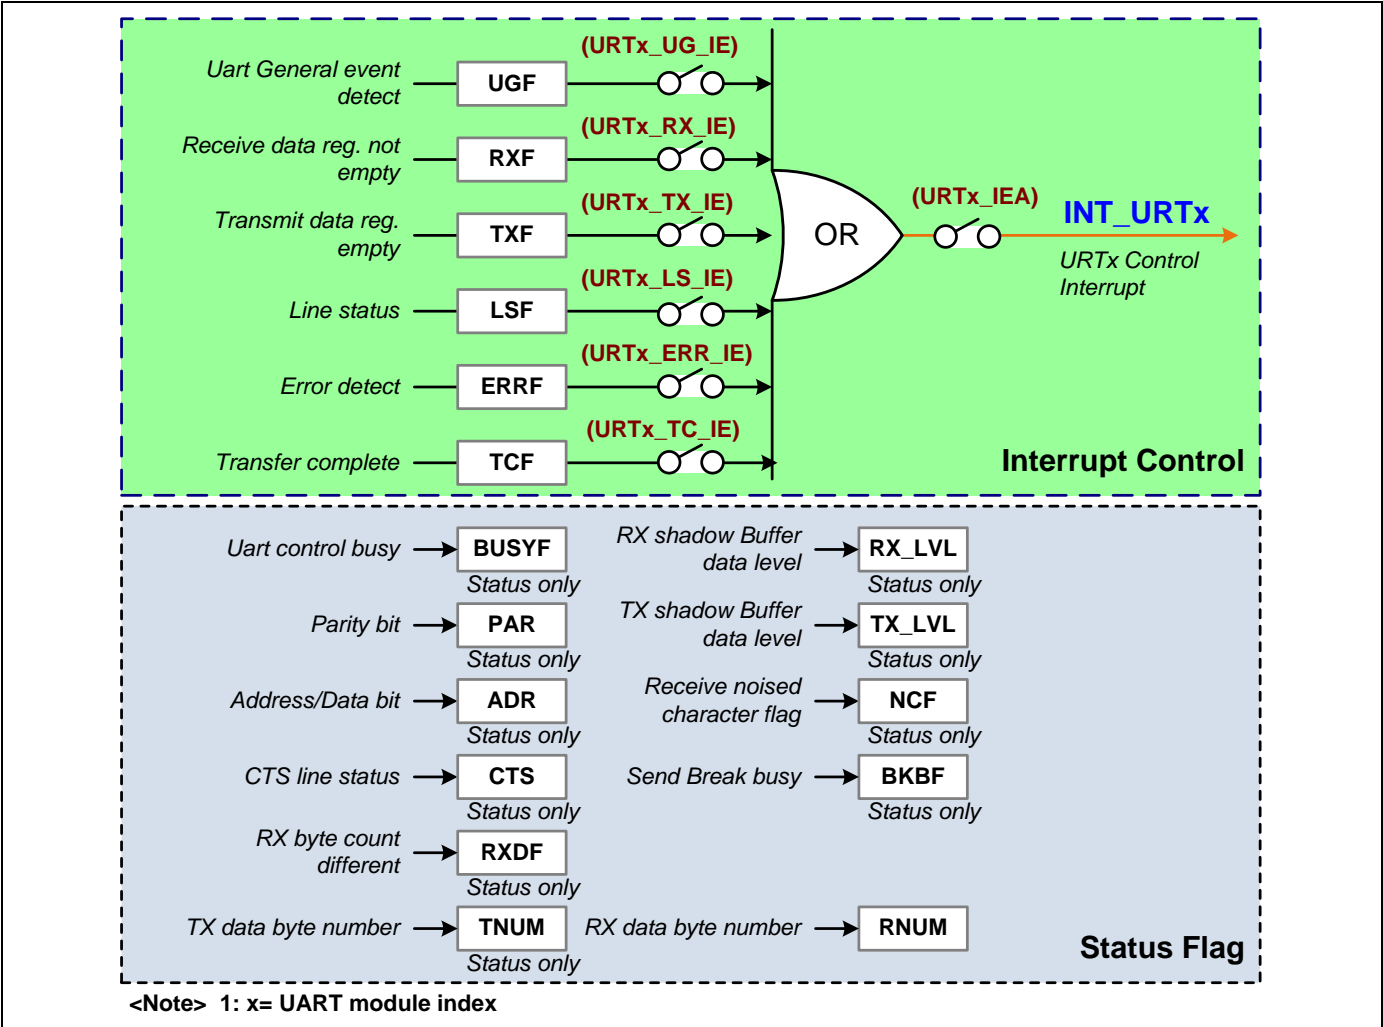 (URTx_UG_IE)
Uart General event
detect
UGF
(URTx_RX_IE)
Receive data reg. not
empty
RXF
(URTx_TX_IE)
Transmit data reg.
empty
TXF
(URTx_LS_IE)
Line status
LSF
(URTx_ERR_IE)
Error detect
ERRF
(URTx_TC_IE)
Transfer complete
TCF
OR
(URTx_IEA)
INT_URTx
URTx Control
Interrupt
Interrupt Control
Uart control busy
BUSYF
Status only
RX shadow Buffer
data level
RX_LVL
Status only
Parity bit
PAR
Status only
TX shadow Buffer
data level
TX_LVL
Status only
Address/Data bit
ADR
Status only
Receive noised
character flag
NCF
Status only
CTS line status
CTS
Status only
Send Break busy
BKBF
Status only
RX byte count
different
RXDF
Status only
TX data byte number
TNUM
Status only
RX data byte number
RNUM
Status Flag
<Note> 1: x= UART module index